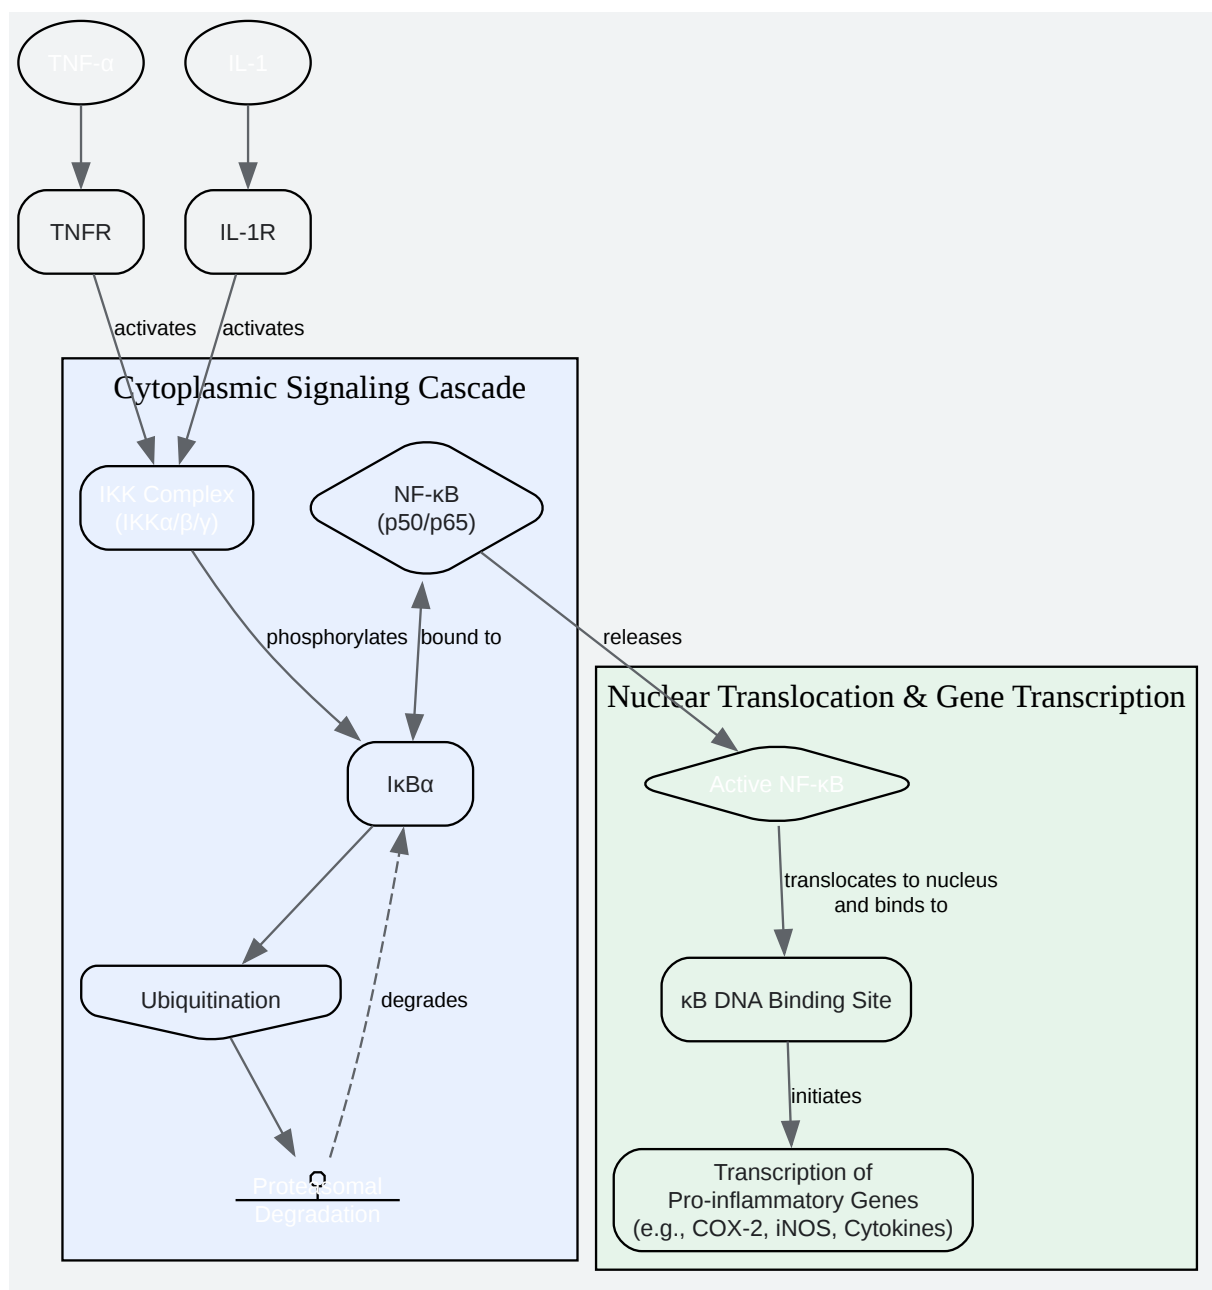 TNF-α
IL-1
TNFR
IL-1R
activates
activates
Cytoplasmic Signaling Cascade
IKK Complex
(IKKα/β/γ)
NF-κB
(p50/p65)
phosphorylates
bound to
releases
Nuclear Translocation & Gene Transcription
IκBα
Active NF-κB
translocates to nucleus
and binds to
Ubiquitination
degrades
κB DNA Binding Site
initiates
Proteasomal
Degradation
Transcription of
Pro-inflammatory Genes
(e.g., COX-2, iNOS, Cytokines)